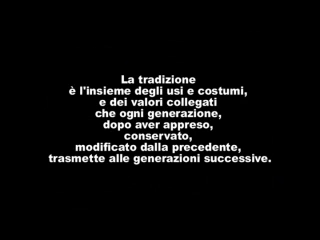 La tradizione
è l'insieme degli usi e costumi,
e dei valori collegati
che ogni generazione,
dopo aver appreso,
conservato,
modificato dalla precedente,
trasmette alle generazioni successive.